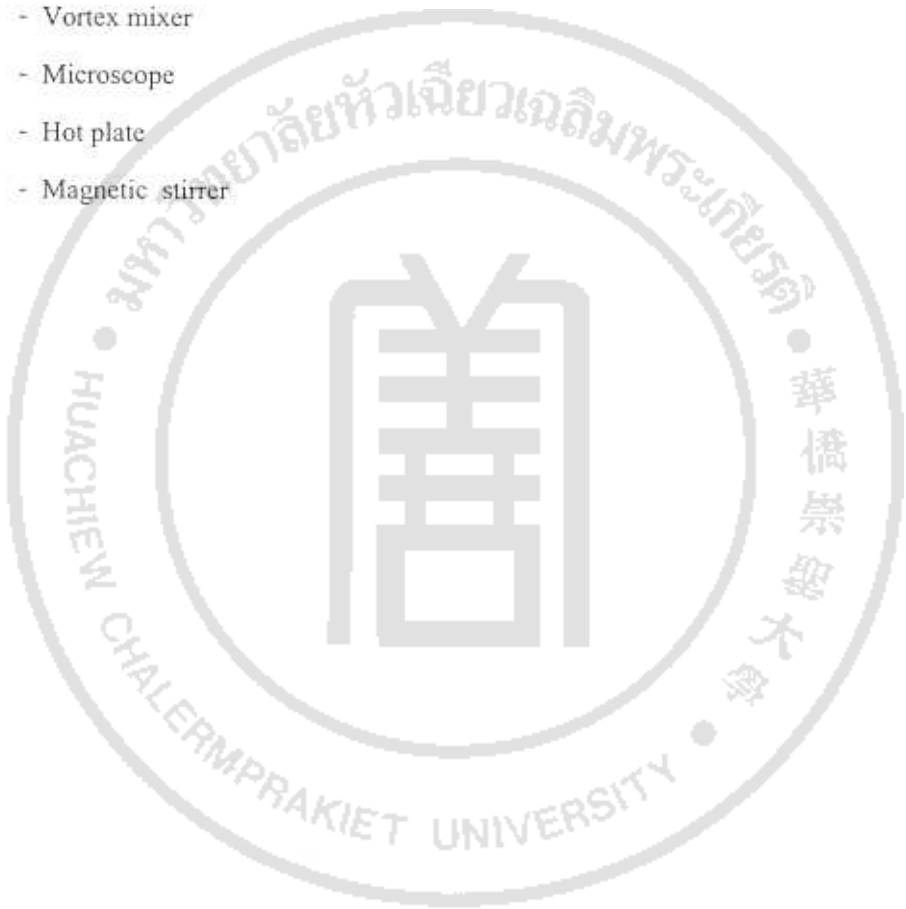 - Vortex mixer
- Microscope
- Hot plate
- Magnetic stirrer
มหาวิทยาลัยหัวเฉียวเฉลิมพระเกียรติ
華僑崇聖大學
HUACHIEW CHALERMPRAKIET UNIVERSITY